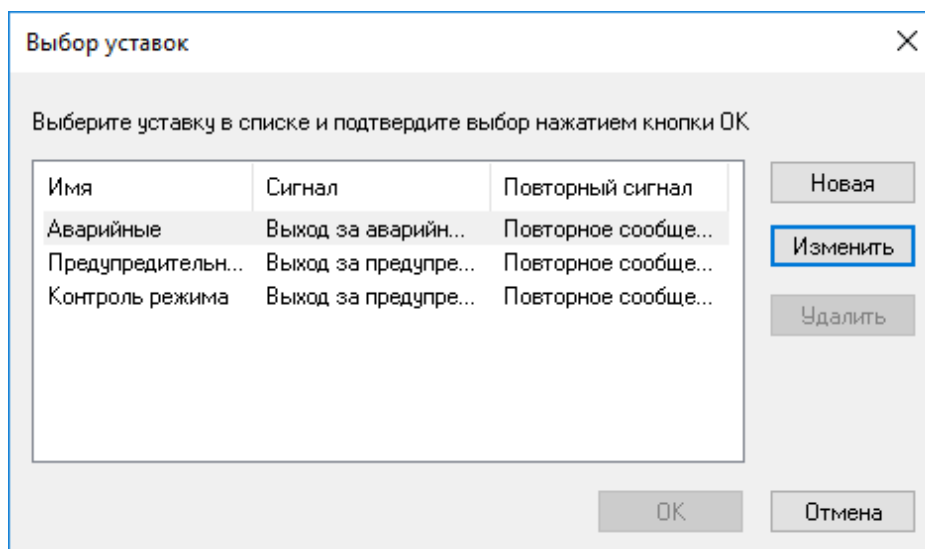 Выбор уставок
Выберите уставку в списке и подтвердите выбор нажатием кнопки OK
Имя Сигнал Повторный сигнал
Аварийные Выход за аварийн... Повторное сообще...
Предупредительн... Выход за предупре... Повторное сообще...
Контроль режима Выход за предупре... Повторное сообще...
Новая
Изменить
Удалить
OK Отмена